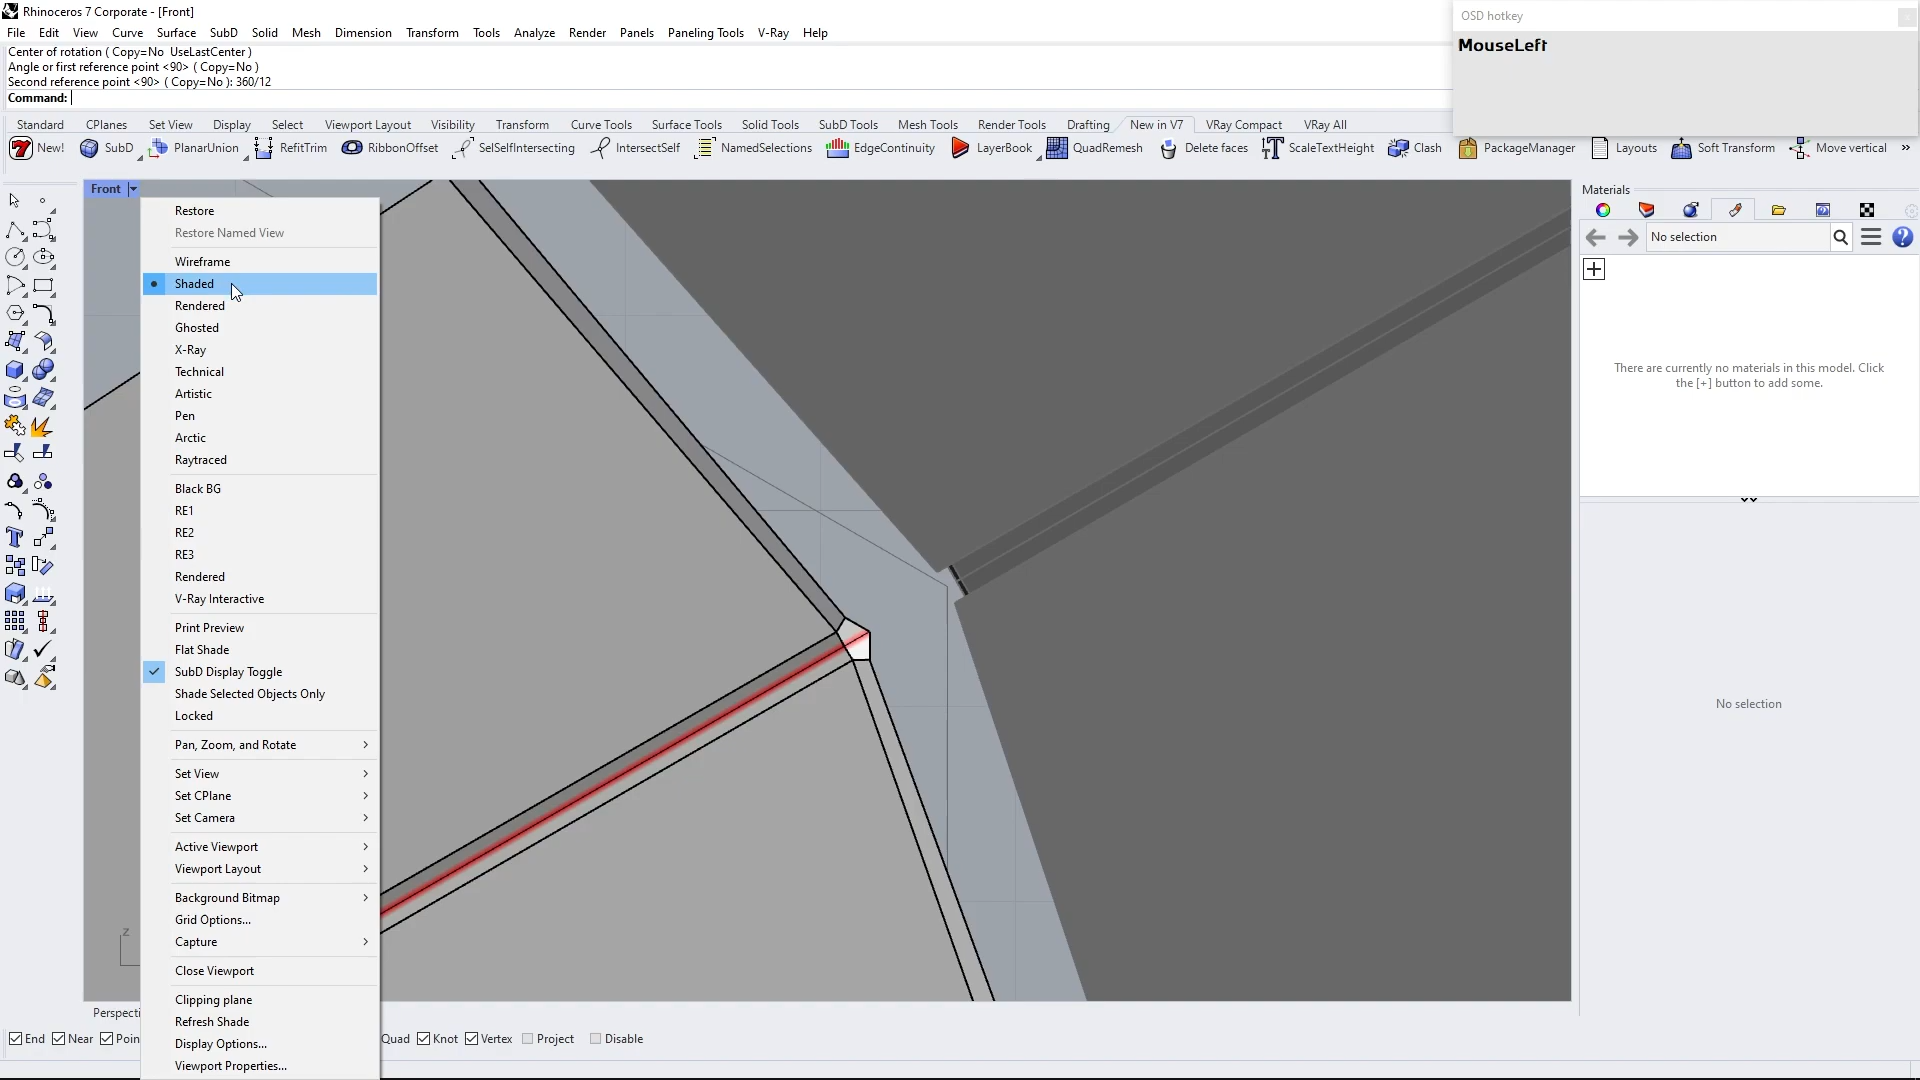 Rhinoceros 7 Corporate - [Front]
File Edit View Curve Surface SubD Solid Mesh Dimension Transform Tools Analyze Render Panels Paneling Tools V-Ray Help
Center of rotation ( Copy=No UseLastCenter )
Angle or first reference point <90> ( Copy=No )
Second reference point <90> ( Copy=No ): 360/12
Command:
OSD hotkey
MouseLeft
Standard CPlanes Set View Display Select Viewport Layout Visibility Transform Curve Tools Surface Tools Solid Tools SubD Tools Mesh Tools Render Tools Drafting New in V7 VRay Compact VRay All
New! SubD PlanarUnion RefitTrim RibbonOffset SelSelfIntersecting IntersectSelf NamedSelections EdgeContinuity LayerBook QuadRemesh Delete faces ScaleTextHeight Clash PackageManager Layouts Soft Transform Move vertical »
Front
Restore
Restore Named View
Wireframe
Shaded
Rendered
Ghosted
X-Ray
Technical
Artistic
Pen
Arctic
Raytraced
Black BG
RE1
RE2
RE3
Rendered
V-Ray Interactive
Print Preview
Flat Shade
SubD Display Toggle
Shade Selected Objects Only
Locked
Pan, Zoom, and Rotate
Set View
Set CPlane
Set Camera
Active Viewport
Viewport Layout
Background Bitmap
Grid Options...
Capture
Close Viewport
Clipping plane
Refresh Shade
Display Options...
Viewport Properties...
z
Materials
No selection
There are currently no materials in this model. Click
the [+] button to add some.
No selection
Perspecti
End Near Poin Quad Knot Vertex Project Disable